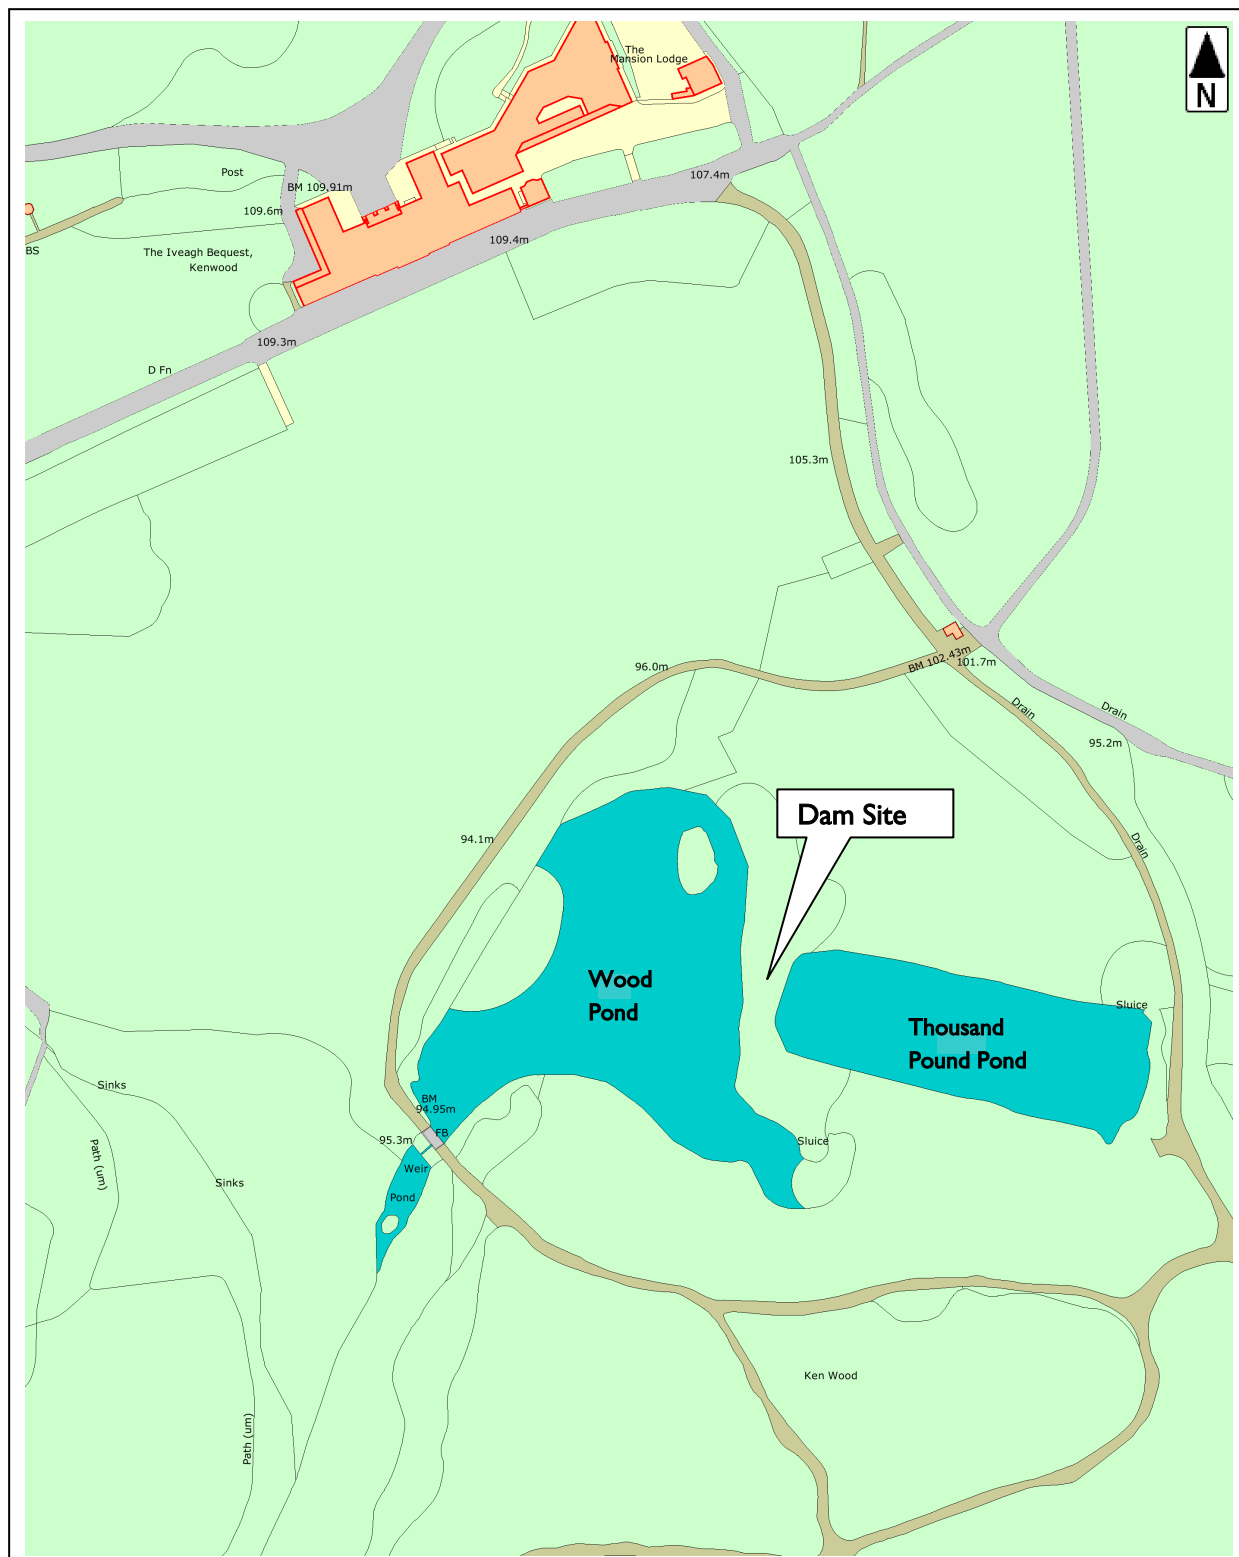 The
Mansion Lodge
N
Post
BM 109.91m
107.4m
109.6m
109.4m
BS
The Iveagh Bequest,
Kenwood
109.3m
D Fn
105.3m
96.0m
BM 102.43m
101.7m
Drain
Drain
95.2m
Dam Site
94.1m
Drain
Wood
Pond
Sluice
Thousand
Pound Pond
Sinks
BM
94.95m
FB
95.3m
Sluice
Path (um)
Weir
Sinks
Pond
Ken Wood
Path (um)